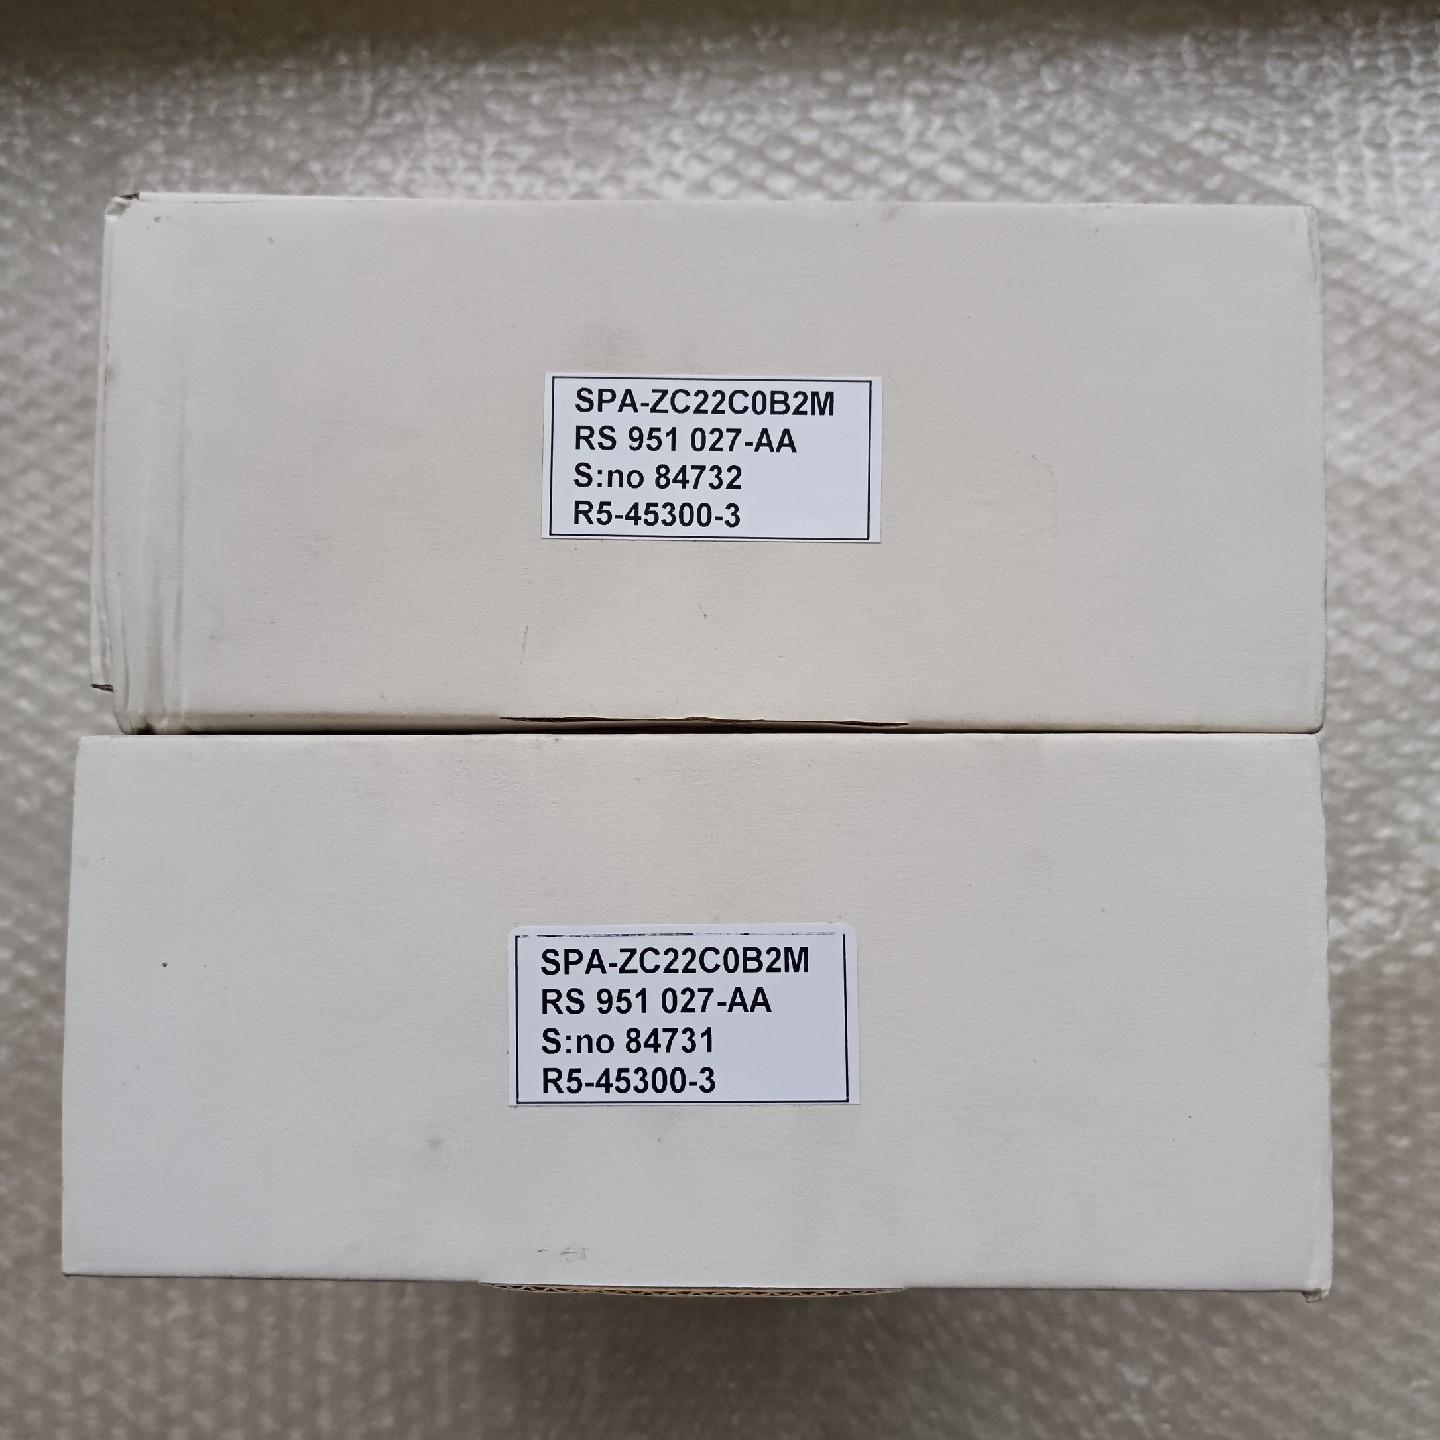 SPA-ZC22C0B2M
RS 951 027-AA
S:no 84732
R5-45300-3
SPA-ZC22C0B2M
RS 951 027-AA
S:no 84731
R5-45300-3